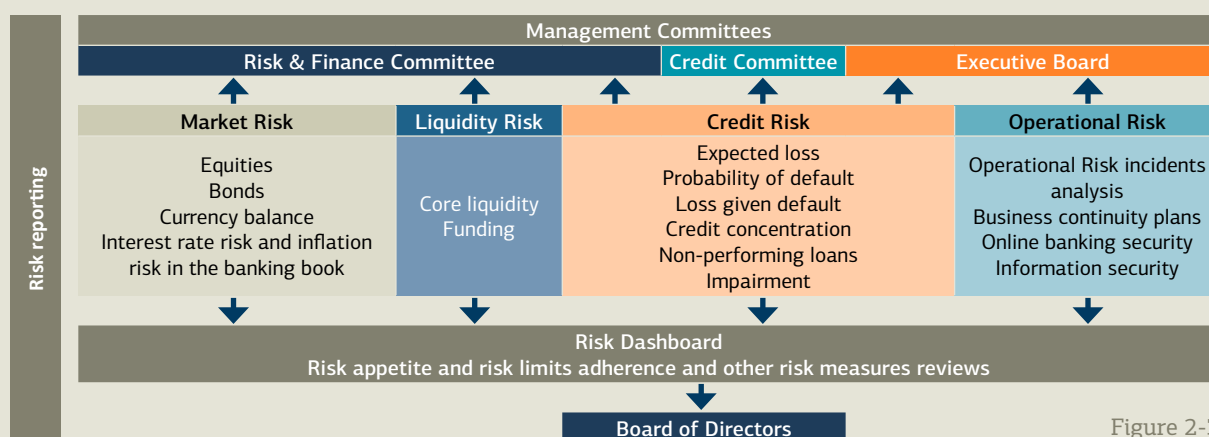 Risk reporting
Management Committees
Risk & Finance Committee
Credit Committee
Executive Board
Market Risk
Equities
Bonds
Currency balance
Interest rate risk and inflation
risk in the banking book
Liquidity Risk
Core liquidity
Funding
Credit Risk
Expected loss
Probability of default
Loss given default
Credit concentration
Non-performing loans
Impairment
Operational Risk
Operational Risk incidents
analysis
Business continuity plans
Online banking security
Information security
Risk Dashboard
Risk appetite and risk limits adherence and other risk measures reviews
Board of Directors
Figure